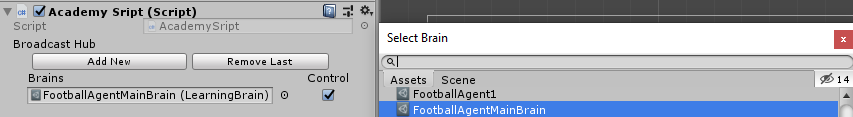 Academy Sript (Script)
Script AcademySript
Broadcast Hub
Add New Remove Last
Brains Control
FootballAgentMainBrain (LearningBrain)
Select Brain
x
Assets Scene 14
FootballAgent1
FootballAgentMainBrain